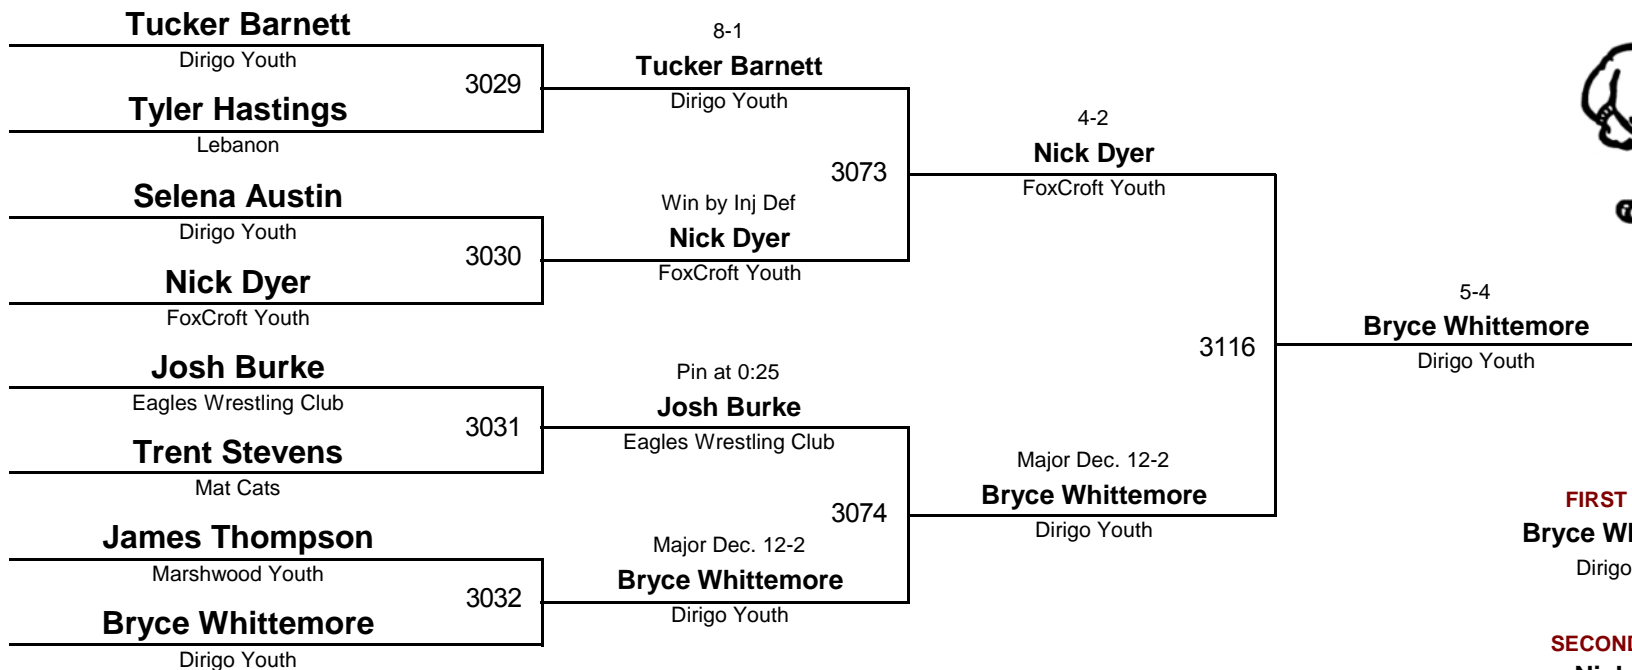 Tucker Barnett
Dirigo Youth
3029
Tyler Hastings
Lebanon
8-1
Tucker Barnett
Dirigo Youth
Selena Austin
Dirigo Youth
3030
Nick Dyer
FoxCroft Youth
3073
Win by Inj Def
Nick Dyer
FoxCroft Youth
4-2
Nick Dyer
FoxCroft Youth
Josh Burke
Eagles Wrestling Club
3031
Trent Stevens
Mat Cats
Pin at 0:25
Josh Burke
Eagles Wrestling Club
James Thompson
Marshwood Youth
3032
Bryce Whittemore
Dirigo Youth
3074
Major Dec. 12-2
Bryce Whittemore
Dirigo Youth
Major Dec. 12-2
Bryce Whittemore
Dirigo Youth
3116
5-4
Bryce Whittemore
Dirigo Youth
FIRST
Bryce
Dirigo
SECOND